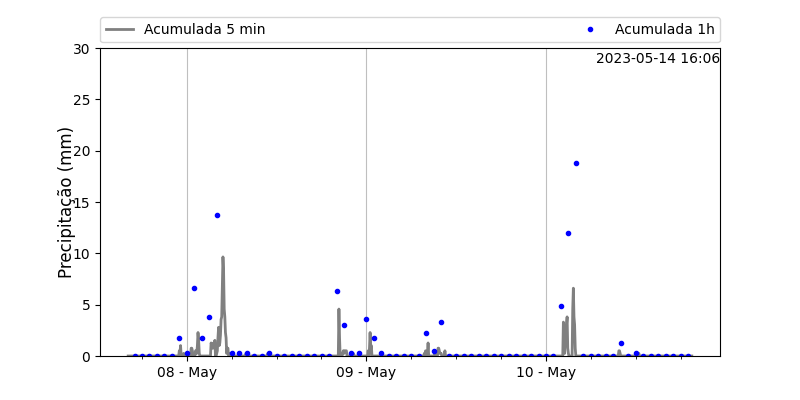 Acumulada 5 min
Acumulada 1h
2023-05-14 16:06
Precipitação (mm)
30
25
20
15
10
5
0
08 - May
09 - May
10 - May